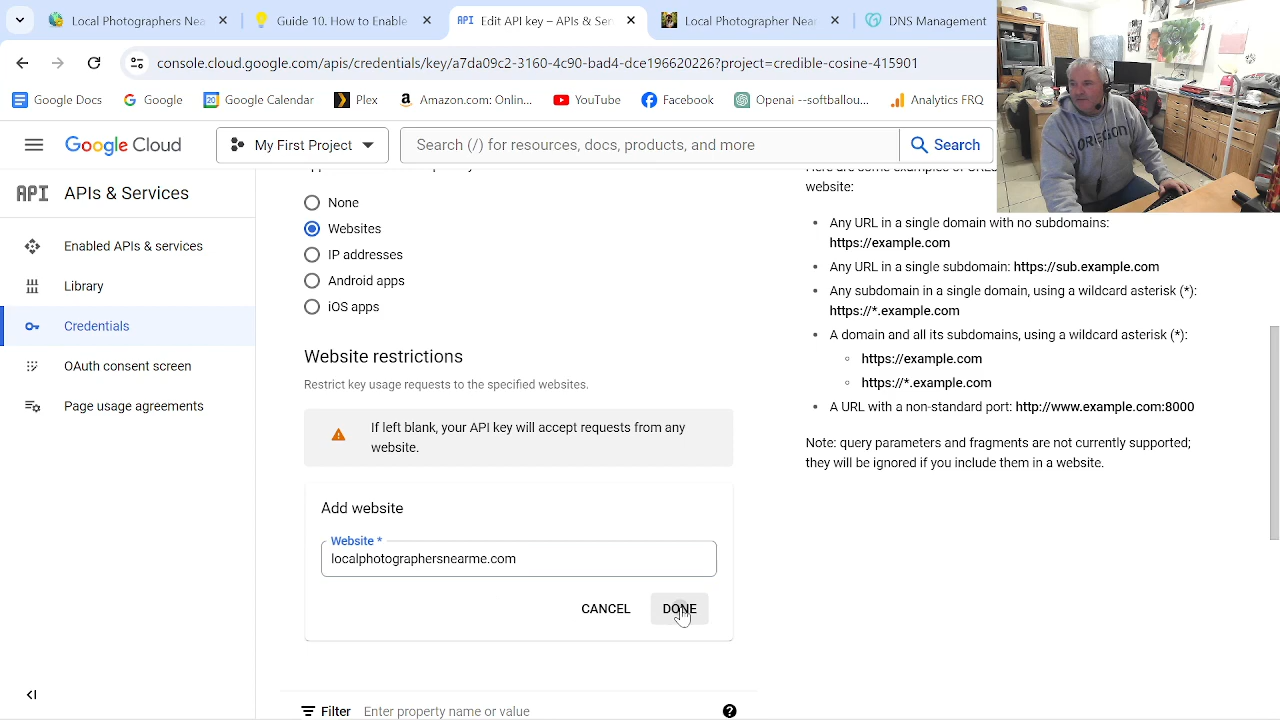 Local Photographers Nea
Guide 10. How to Enable
API Edit API key – APIs & Ser
Local Photographer Near
DNS Management
console.cloud.google.com/apis/credentials/key/a7da09c2-3160-4c90-bad4-dce196620226?project=credible-cosine-415901
Google Docs
Google
Google Calendar
Plex
Amazon.com: Onlin...
YouTube
Facebook
Openai --softballou...
Analytics FRQ
Google Cloud
My First Project
Search (/) for resources, docs, products, and more
Search
API APIs & Services
Enabled APIs & services
Library
Credentials
OAuth consent screen
Page usage agreements
None
Websites
IP addresses
Android apps
iOS apps
Website restrictions
Restrict key usage requests to the specified websites.
If left blank, your API key will accept requests from any
website.
Add website
Website *
localphotographersnearme.com
CANCEL
DONE
Filter Enter property name or value
website:
Any URL in a single domain with no subdomains:
https://example.com
Any URL in a single subdomain: https://sub.example.com
Any subdomain in a single domain, using a wildcard asterisk (*):
https://*.example.com
A domain and all its subdomains, using a wildcard asterisk (*):
https://example.com
https://*.example.com
A URL with a non-standard port: http://www.example.com:8000
Note: query parameters and fragments are not currently supported;
they will be ignored if you include them in a website.
OREGON